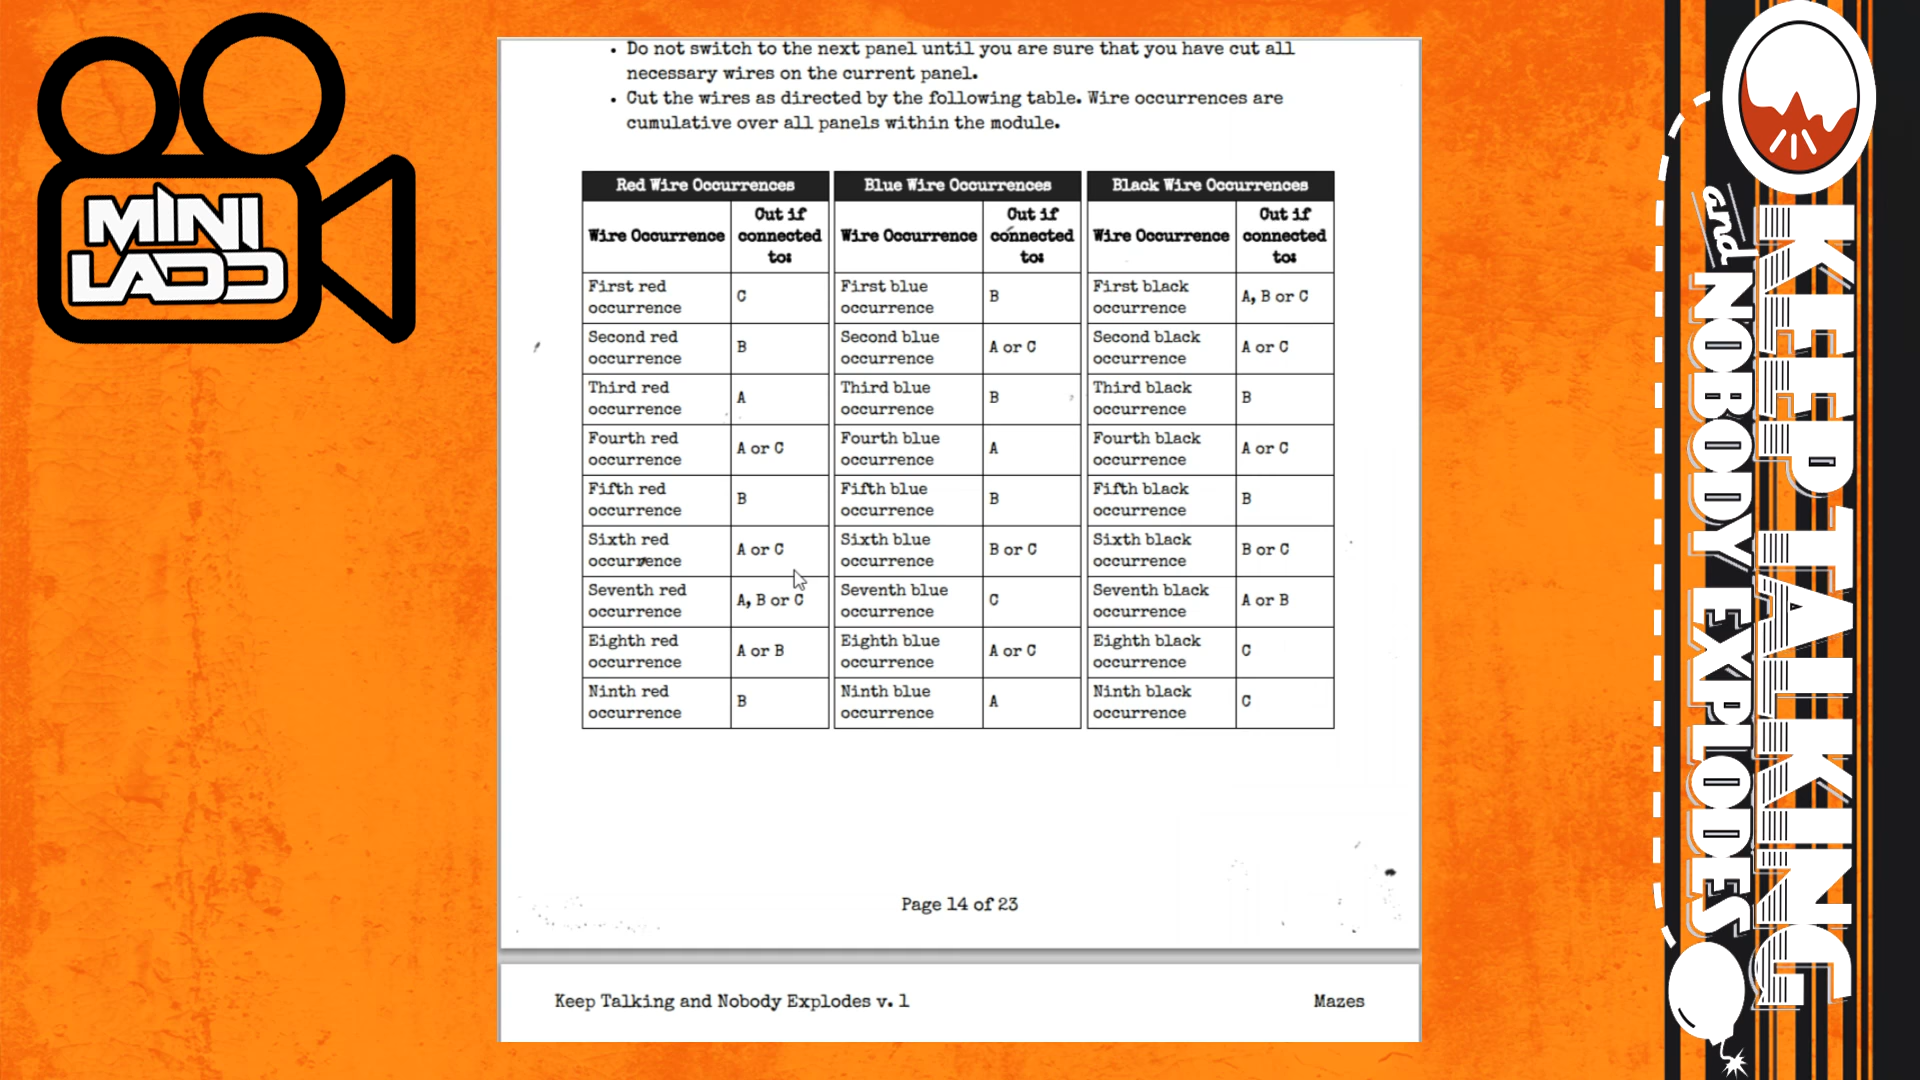 MINI
LADD
• Do not switch to the next panel until you are sure that you have cut all
necessary wires on the current panel.
• Cut the wires as directed by the following table. Wire occurrences are
cumulative over all panels within the module.
Red Wire Occurrences
Wire Occurrence
Cut if
connected
to:
First red
occurrence
C
Second red
occurrence
B
Third red
occurrence
A
Fourth red
occurrence
A or C
Fifth red
occurrence
B
Sixth red
occurrence
A or C
Seventh red
occurrence
A, B or C
Eighth red
occurrence
A or B
Ninth red
occurrence
B
Blue Wire Occurrences
Wire Occurrence
Cut if
connected
to:
First blue
occurrence
B
Second blue
occurrence
A or C
Third blue
occurrence
B
Fourth blue
occurrence
A
Fifth blue
occurrence
B
Sixth blue
occurrence
B or C
Seventh blue
occurrence
C
Eighth blue
occurrence
A or C
Ninth blue
occurrence
A
Black Wire Occurrences
Wire Occurrence
Cut if
connected
to:
First black
occurrence
A, B or C
Second black
occurrence
A or C
Third black
occurrence
B
Fourth black
occurrence
A or C
Fifth black
occurrence
B
Sixth black
occurrence
B or C
Seventh black
occurrence
A or B
Eighth black
occurrence
C
Ninth black
occurrence
C
Page 14 of 23
Keep Talking and Nobody Explodes v. 1
Mazes
KEEP TALKING
and NOBODY EXPLODES